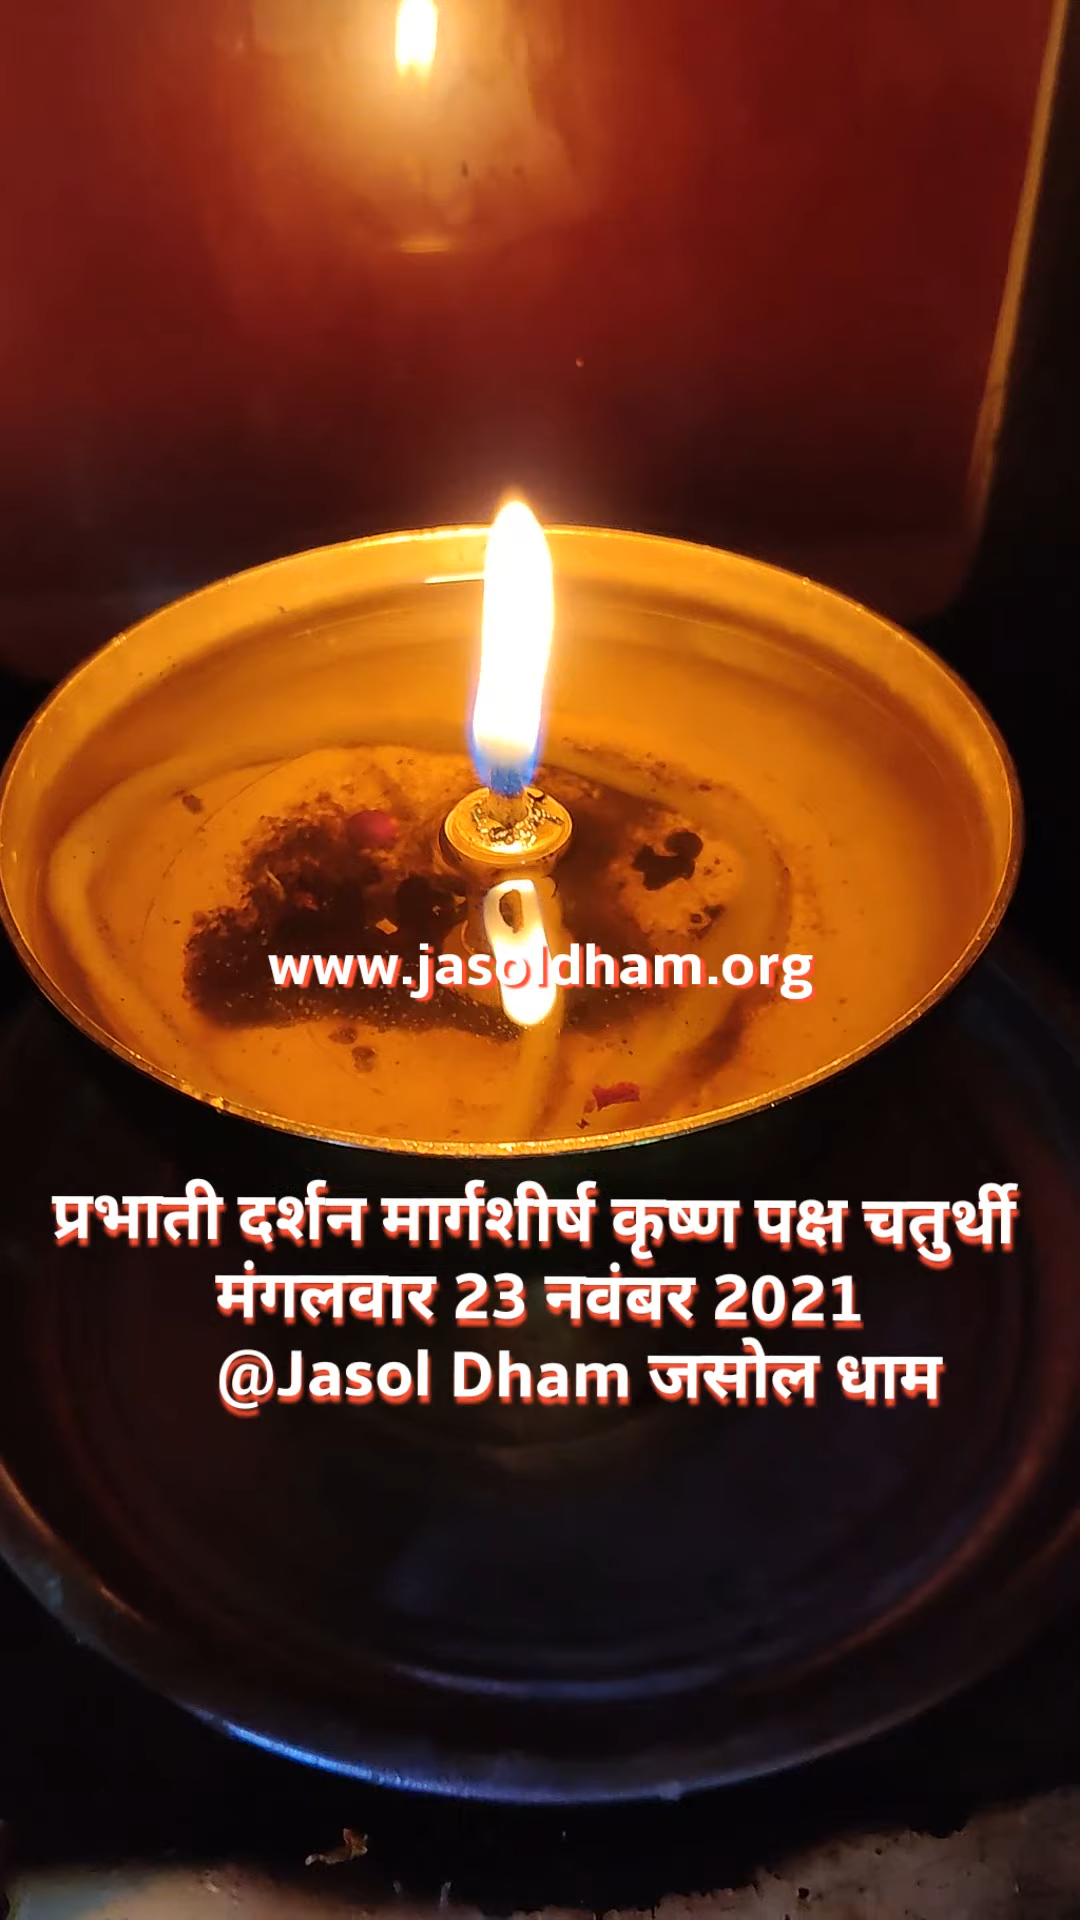 www.jasoldham.org
प्रभाती दर्शन मार्गशीर्ष कृष्ण पक्ष चतुर्थी
मंगलवार 23 नवंबर 2021
@Jasol Dham जसोल धाम